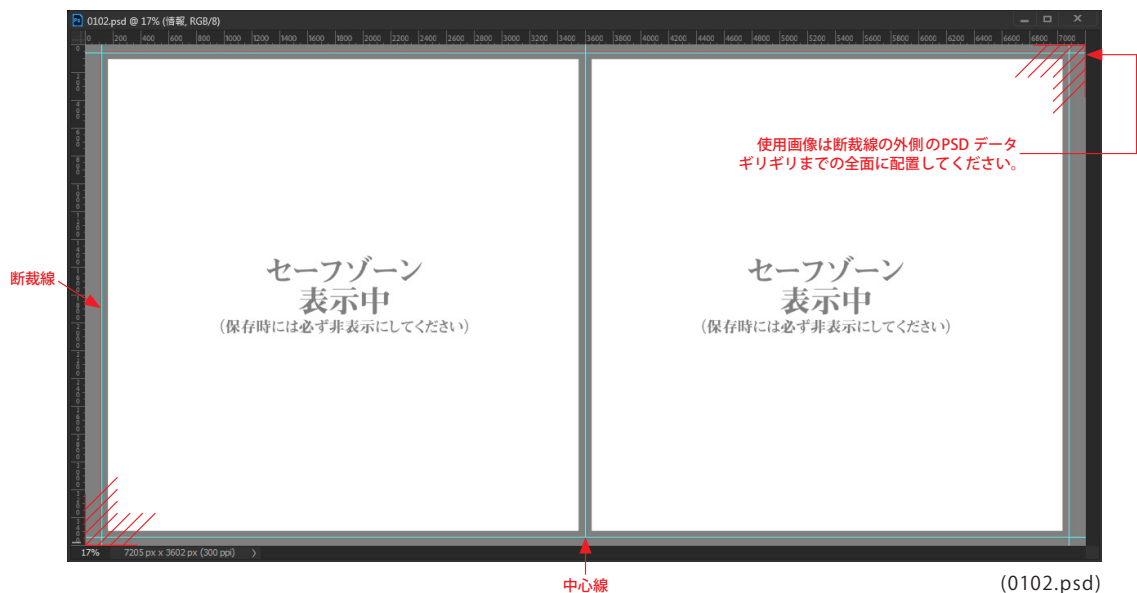 0102.psd @ 17% (情報, RGB/8)
0 200 400 600 800 1000 1200 1400 1600 1800 2000 2200 2400 2600 2800 3000 3200 3400 3600 3800 4000 4200 4400 4600 4800 5000 5200 5400 5600 5800 6000 6200 6400 6600 6800 7000
使用画像は断裁線の外側のPSD データ
ギリギリまでの全面に配置してください。
セーフゾーン
表示中
(保存時には必ず非表示にしてください)
セーフゾーン
表示中
(保存時には必ず非表示にしてください)
断裁線
17% 7205 px x 3602 px (300 ppi)
中心線
(0102.psd)